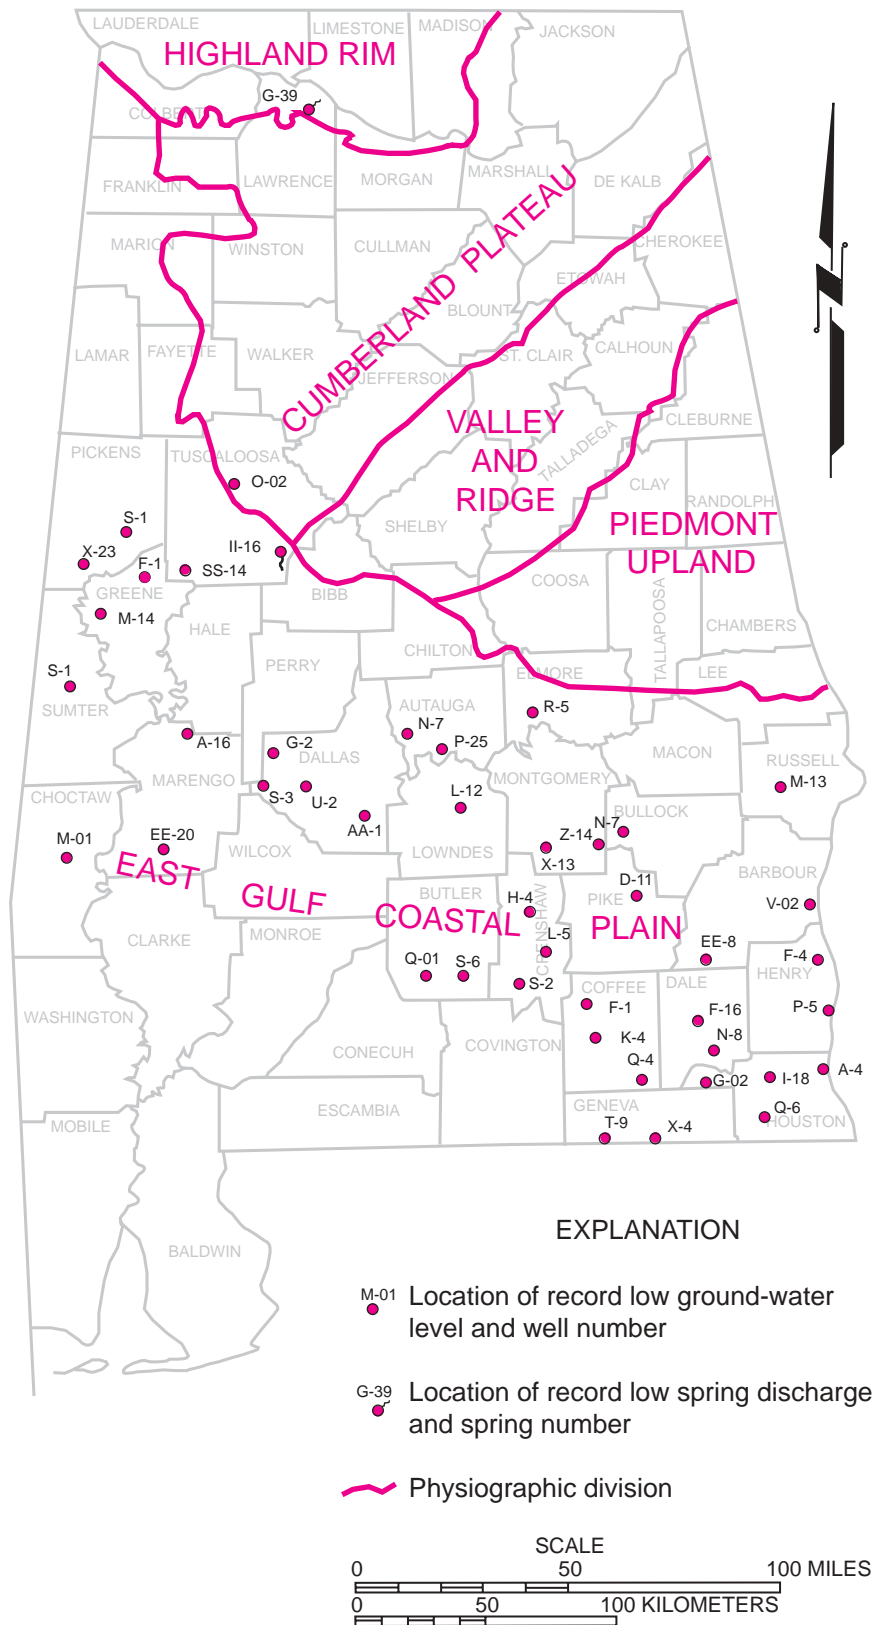 LAUDERDALE
LIMESTONE
MADISON
JACKSON
HIGHLAND RIM
G-39
COLBERT
FRANKLIN
LAWRENCE
MORGAN
MARSHALL
DE KALB
MARION
WINSTON
CULLMAN
CHEROKEE
ETOWAH
BLOUNT
CUMBERLAND PLATEAU
LAMAR
FAYETTE
WALKER
JEFFERSON
ST. CLAIR
CALHOUN
CLEBURNE
VALLEY
AND
RIDGE
TALLADEGA
PICKENS
TUSCALOOSA
O-02
CLAY
RANDOLPH
SHELBY
PIEDMONT
UPLAND
S-1
X-23
F-1
SS-14
II-16
GREENE
M-14
HALE
BIBB
COOSA
TALLAPOOSA
CHAMBERS
CHILTON
PERRY
ELMORE
LEE
S-1
SUMTER
AUTAUGA
R-5
A-16
G-2
DALLAS
N-7
P-25
MACON
RUSSELL
M-13
MARENGO
CHOCTAW
S-3
U-2
AA-1
L-12
MONTGOMERY
BULLOCK
N-7
Z-14
X-13
M-01
EE-20
WILCOX
LOWNDES
BARBOUR
EAST GULF COASTAL PLAIN
BUTLER
H-4
CRENSHAW
PIKE
D-11
V-02
CLARKE
MONROE
L-5
EE-8
F-4
HENRY
Q-01
S-6
S-2
COFFEE
DALE
F-1
F-16
P-5
WASHINGTON
CONECUH
COVINGTON
K-4
N-8
Q-4
G-02
I-18
A-4
ESCAMBIA
GENEVA
Q-6
HOUSTON
MOBILE
T-9
X-4
BALDWIN
EXPLANATION
M-01
Location of record low ground-water
level and well number
G-39
Location of record low spring discharge
and spring number
Physiographic division
SCALE
0 50 100 MILES
0 50 100 KILOMETERS